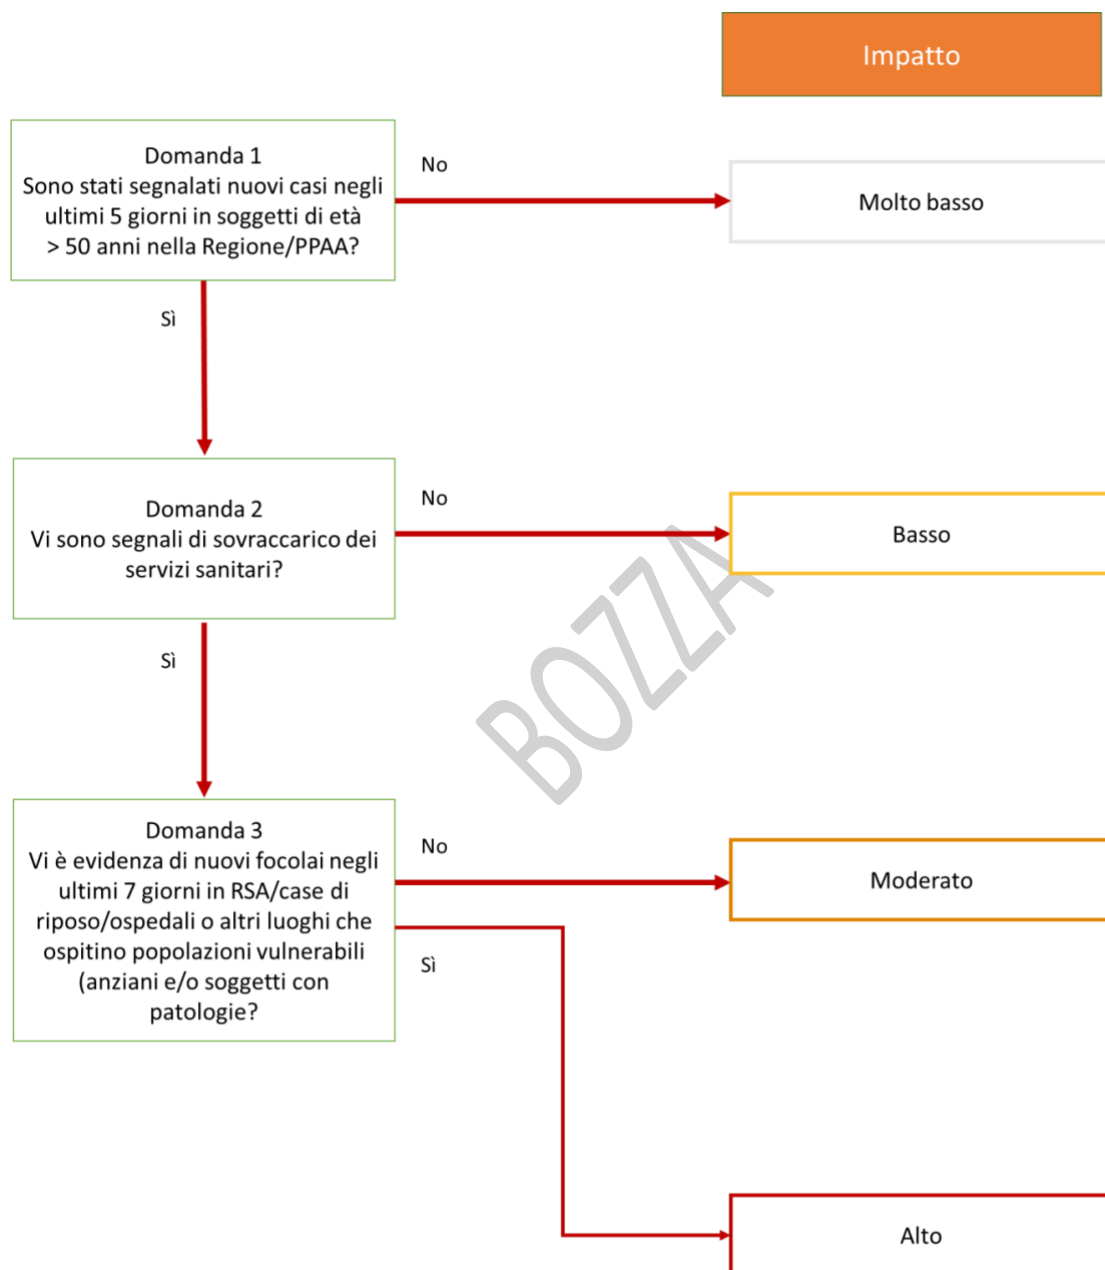 Impatto
Domanda 1
Sono stati segnalati nuovi casi negli
ultimi 5 giorni in soggetti di età
> 50 anni nella Regione/PPAA?
No
Molto basso
Sì
Domanda 2
Vi sono segnali di sovraccarico dei
servizi sanitari?
No
Basso
BOZZA
Sì
Domanda 3
Vi è evidenza di nuovi focolai negli
ultimi 7 giorni in RSA/case di
riposo/ospedali o altri luoghi che
ospitino popolazioni vulnerabili
(anziani e/o soggetti con
patologie?
No
Moderato
Sì
Alto